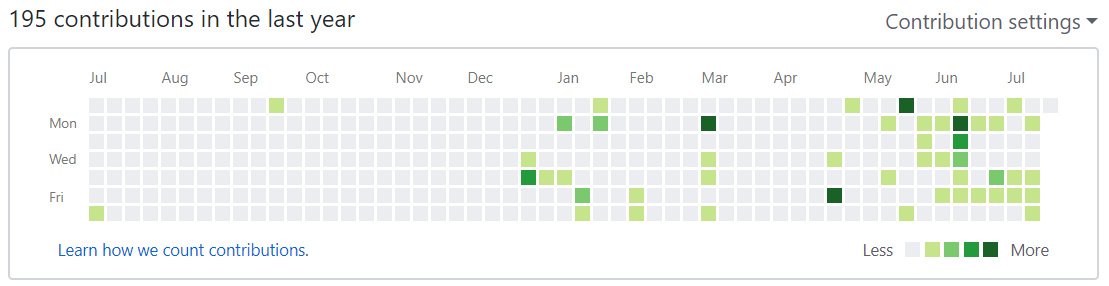 195 contributions in the last year
Contribution settings
Jul Aug Sep Oct Nov Dec Jan Feb Mar Apr May Jun Jul
Mon
Wed
Fri
Learn how we count contributions.
Less More